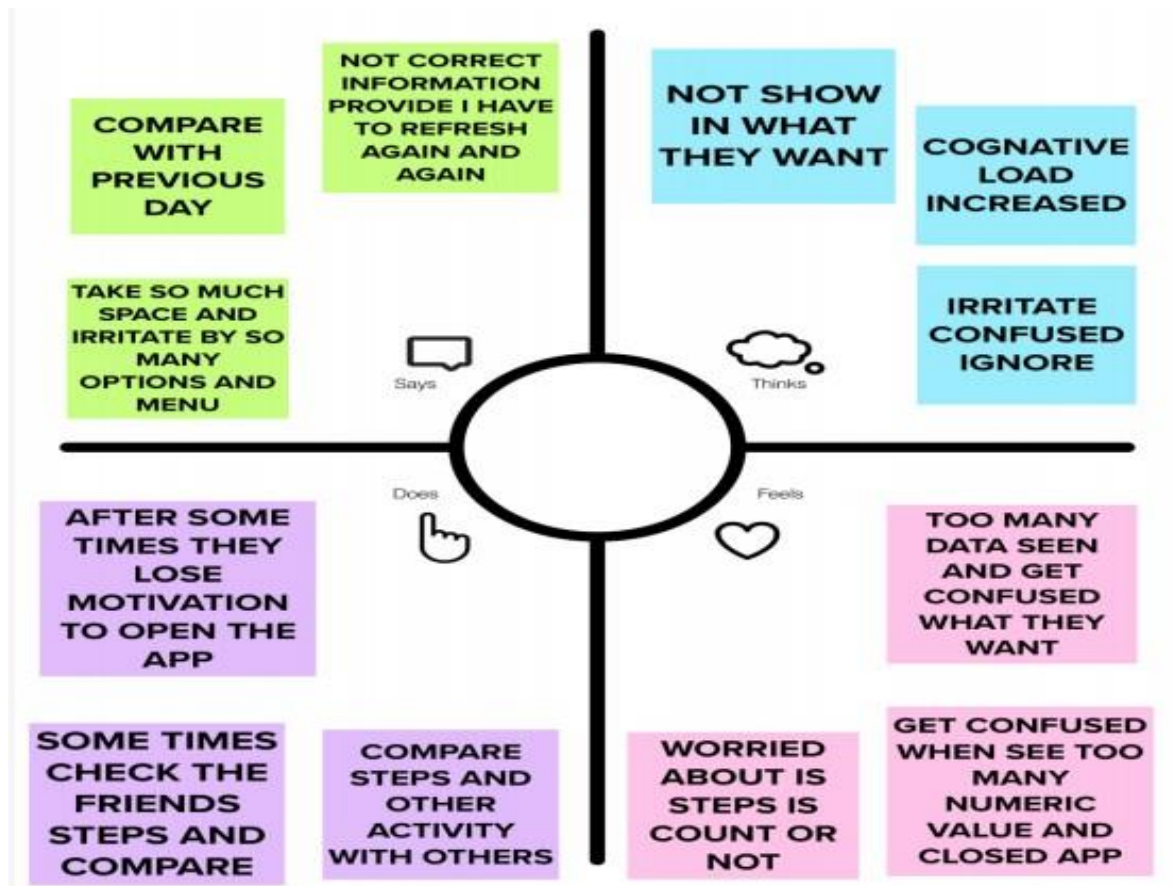 COMPARE
WITH
PREVIOUS
DAY
NOT CORRECT
INFORMATION
PROVIDE I HAVE
TO REFRESH
AGAIN AND
AGAIN
TAKE SO MUCH
SPACE AND
IRRITATE BY SO
MANY
OPTIONS AND
MENU
Says
NOT SHOW
IN WHAT
THEY WANT
COGNATIVE
LOAD
INCREASED
IRRITATE
CONFUSED
IGNORE
Thinks
Does
AFTER SOME
TIMES THEY
LOSE
MOTIVATION
TO OPEN THE
APP
SOME TIMES
CHECK THE
FRIENDS
STEPS AND
COMPARE
COMPARE
STEPS AND
OTHER
ACTIVITY
WITH OTHERS
Feels
TOO MANY
DATA SEEN
AND GET
CONFUSED
WHAT THEY
WANT
WORRIED
ABOUT IS
STEPS IS
COUNT OR
NOT
GET CONFUSED
WHEN SEE TOO
MANY
NUMERIC
VALUE AND
CLOSED APP